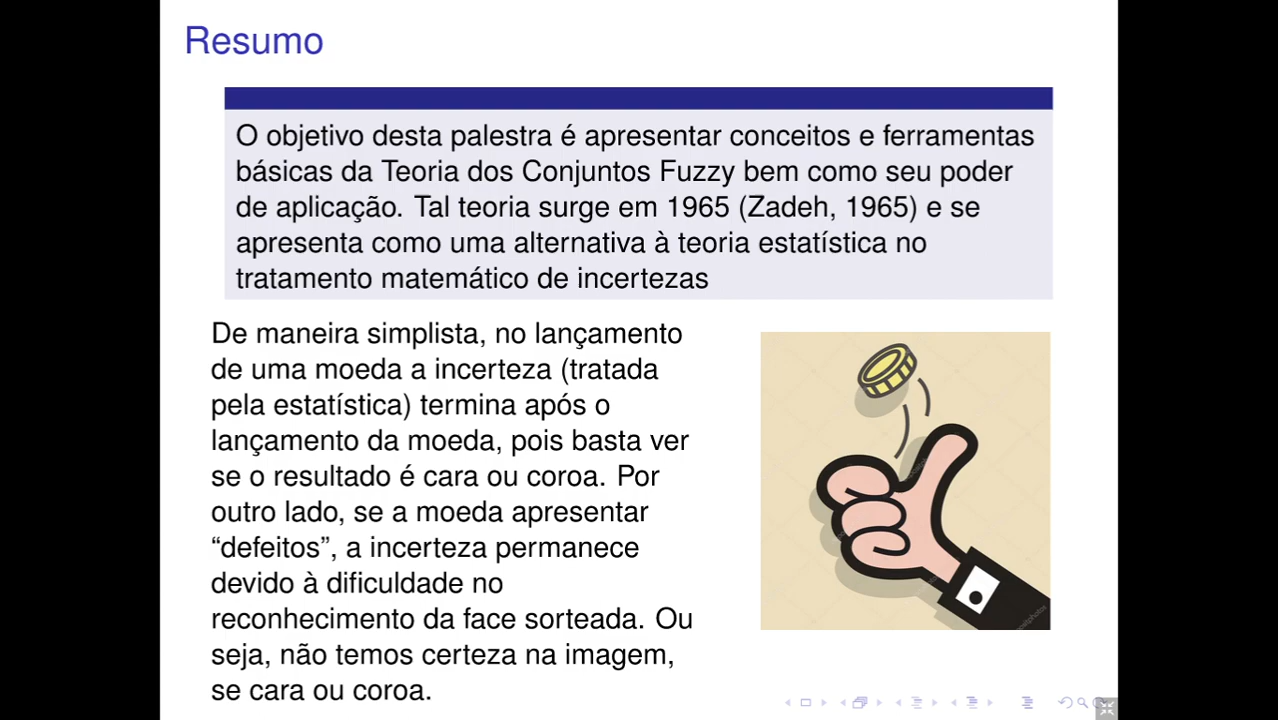 Resumo
O objetivo desta palestra é apresentar conceitos e ferramentas
básicas da Teoria dos Conjuntos Fuzzy bem como seu poder
de aplicação. Tal teoria surge em 1965 (Zadeh, 1965) e se
apresenta como uma alternativa à teoria estatística no
tratamento matemático de incertezas
De maneira simplista, no lançamento
de uma moeda a incerteza (tratada
pela estatística) termina após o
lançamento da moeda, pois basta ver
se o resultado é cara ou coroa. Por
outro lado, se a moeda apresentar
“defeitos”, a incerteza permanece
devido à dificuldade no
reconhecimento da face sorteada. Ou
seja, não temos certeza na imagem,
se cara ou coroa.